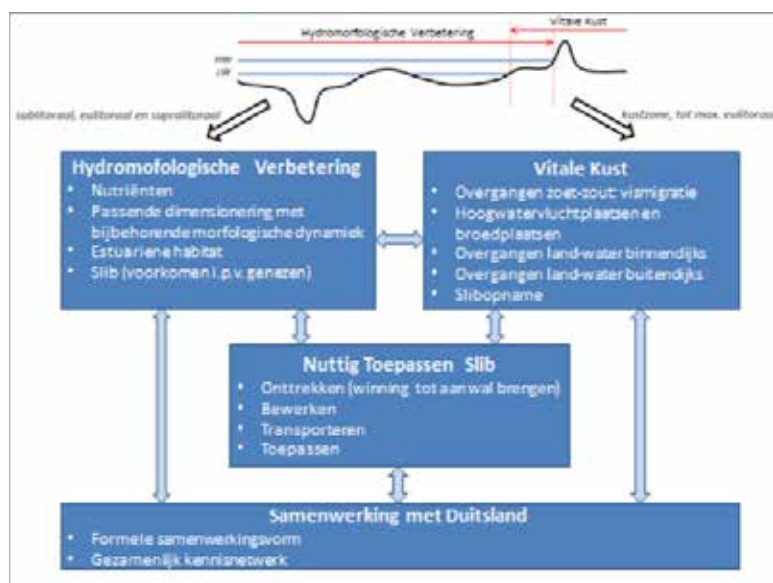 Vitale Kust
Hydromorfologische Verbetering
sublitoraal, eulitoraal en supralitoraal
kustzone, tot max. eulitoraal
Hydromofologische Verbetering
• Nutriënten
• Passende dimensionering met
bijbehorende morfologische dynamiek
• Estuariene habitat
• Slib (voorkomen i.p.v. genezen)
Vitale Kust
• Overgangen zoet-zout: vismigratie
• Hoogwatervluchtplaatsen en
broedplaatsen
• Overgangen land-water binnendijks
• Overgangen land-water buitendijks
• Slibopname
Nuttig Toepassen Slib
• Onttrekken (winning tot aan wal brengen)
• Bewerken
• Transporteren
• Toepassen
Samenwerking met Duitsland
• Formele samenwerkingsvorm
• Gezamenlijk kennisnetwerk